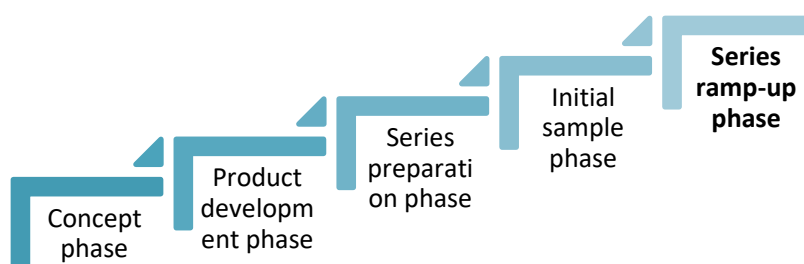 Concept
phase
Product
developm
ent phase
Series
preparati
on phase
Initial
sample
phase
Series
ramp-up
phase